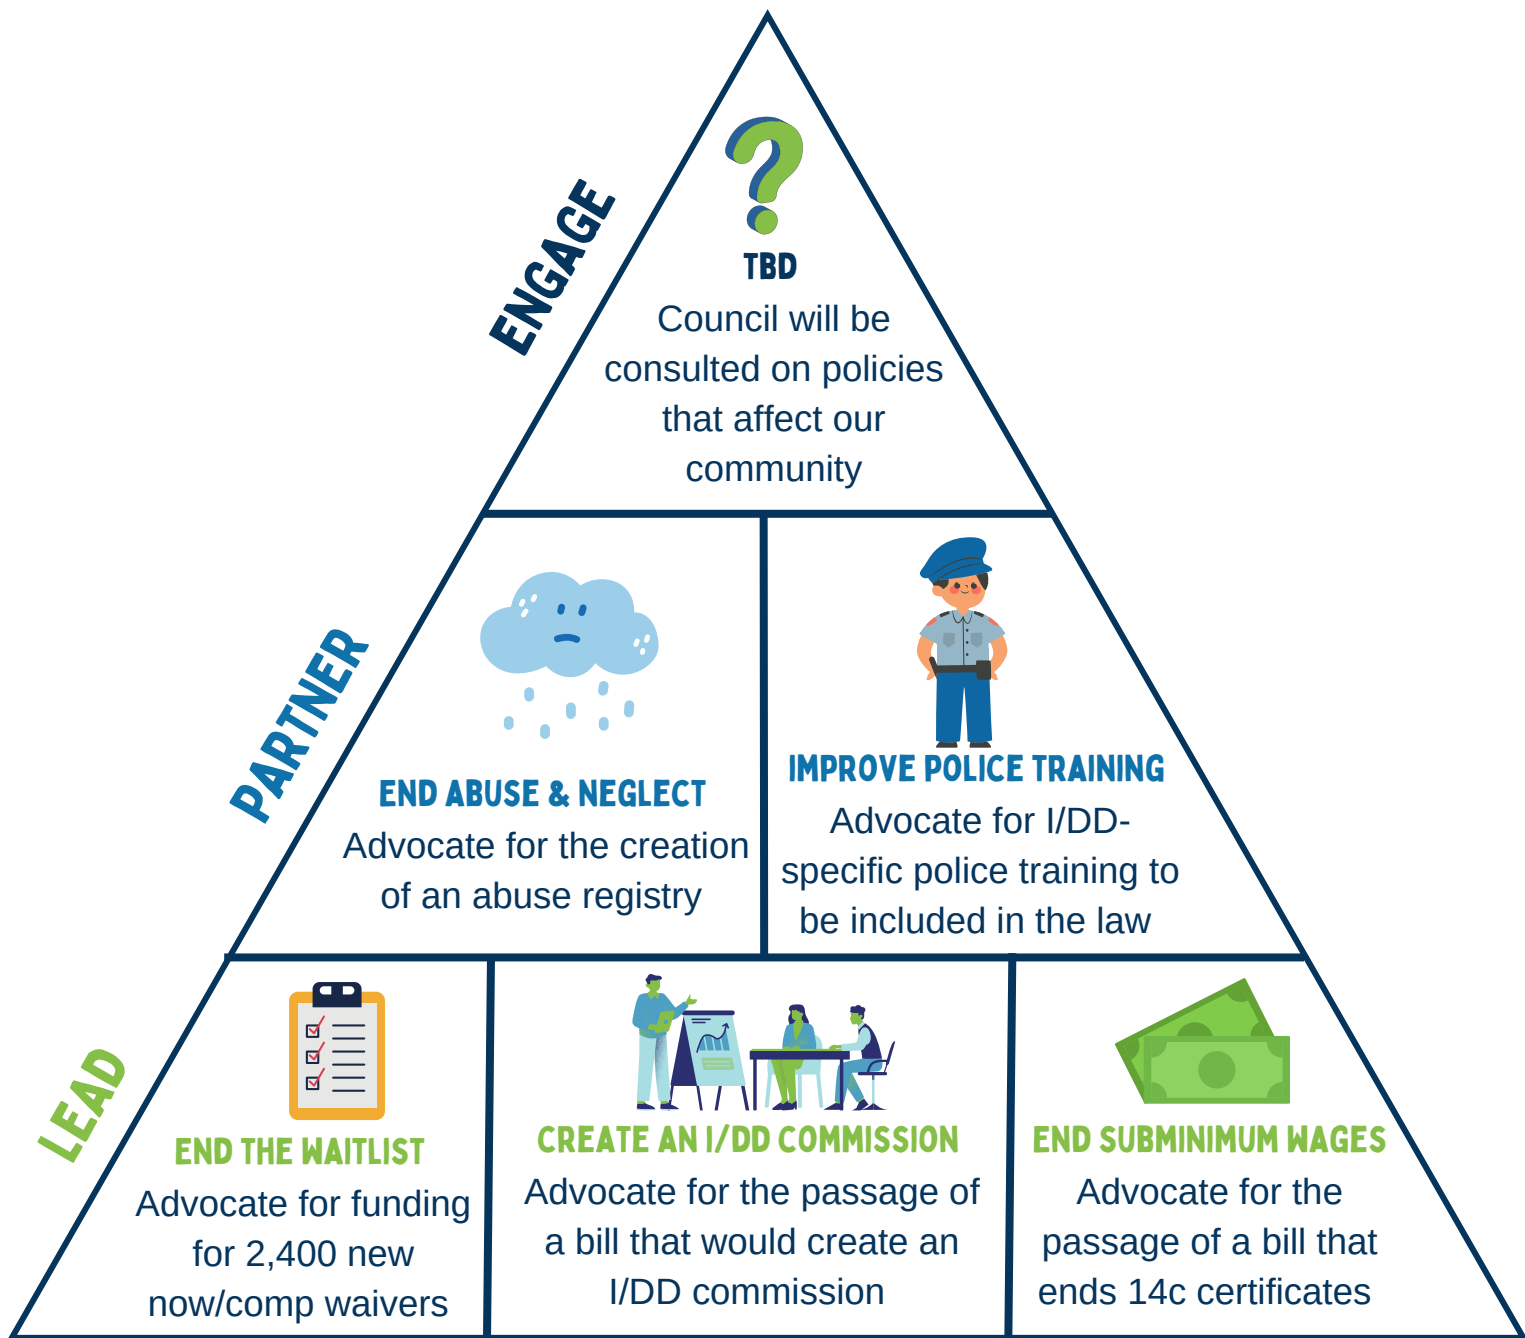 ENGAGE
TBD
Council will be
consulted on policies
that affect our
community
PARTNER
END ABUSE & NEGLECT
Advocate for the creation
of an abuse registry
IMPROVE POLICE TRAINING
Advocate for I/DD-
specific police training to
be included in the law
LEAD
END THE WAITLIST
Advocate for funding
for 2,400 new
now/comp waivers
CREATE AN I/DD COMMISSION
Advocate for the passage of
a bill that would create an
I/DD commission
END SUBMINIMUM WAGES
Advocate for the
passage of a bill that
ends 14c certificates